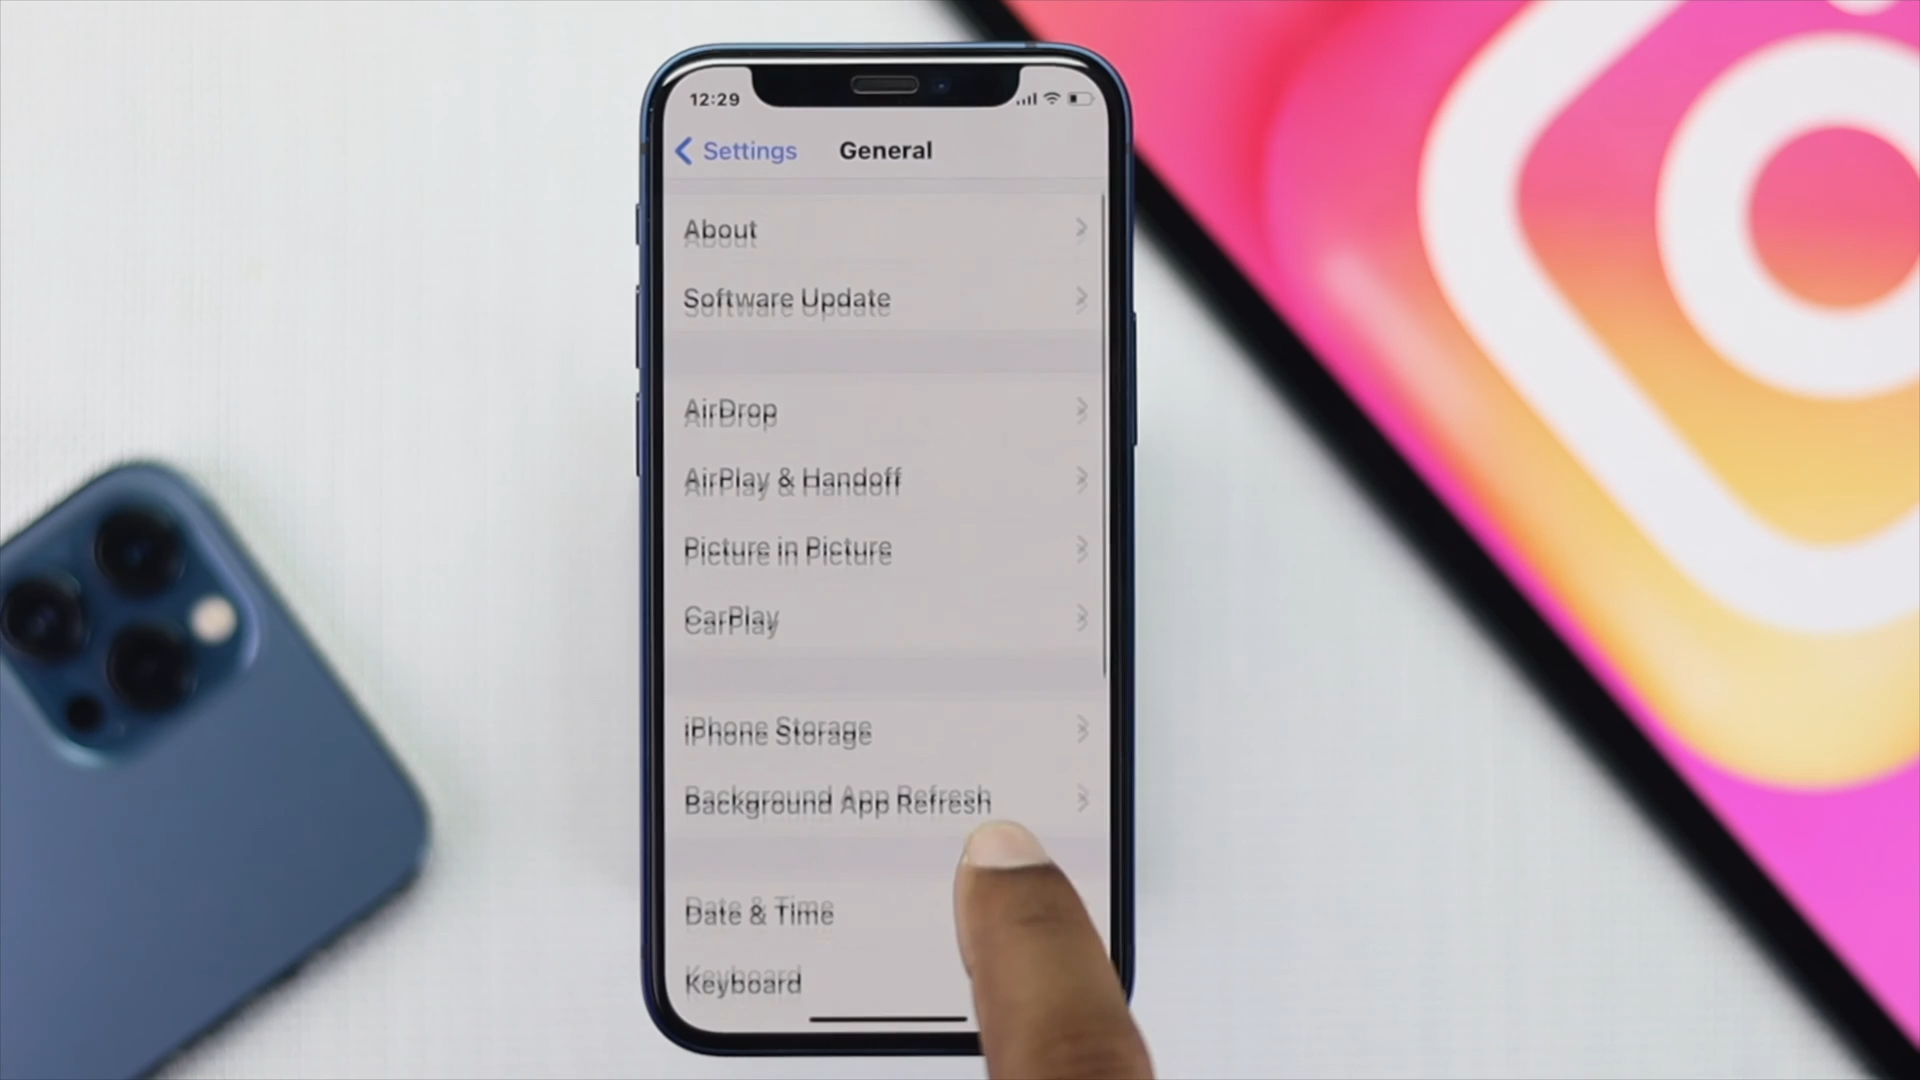 12:29
Settings
General
About
Software Update
AirDrop
AirPlay & Handoff
Picture in Picture
CarPlay
iPhone Storage
Background App Refresh
Date & Time
Keyboard